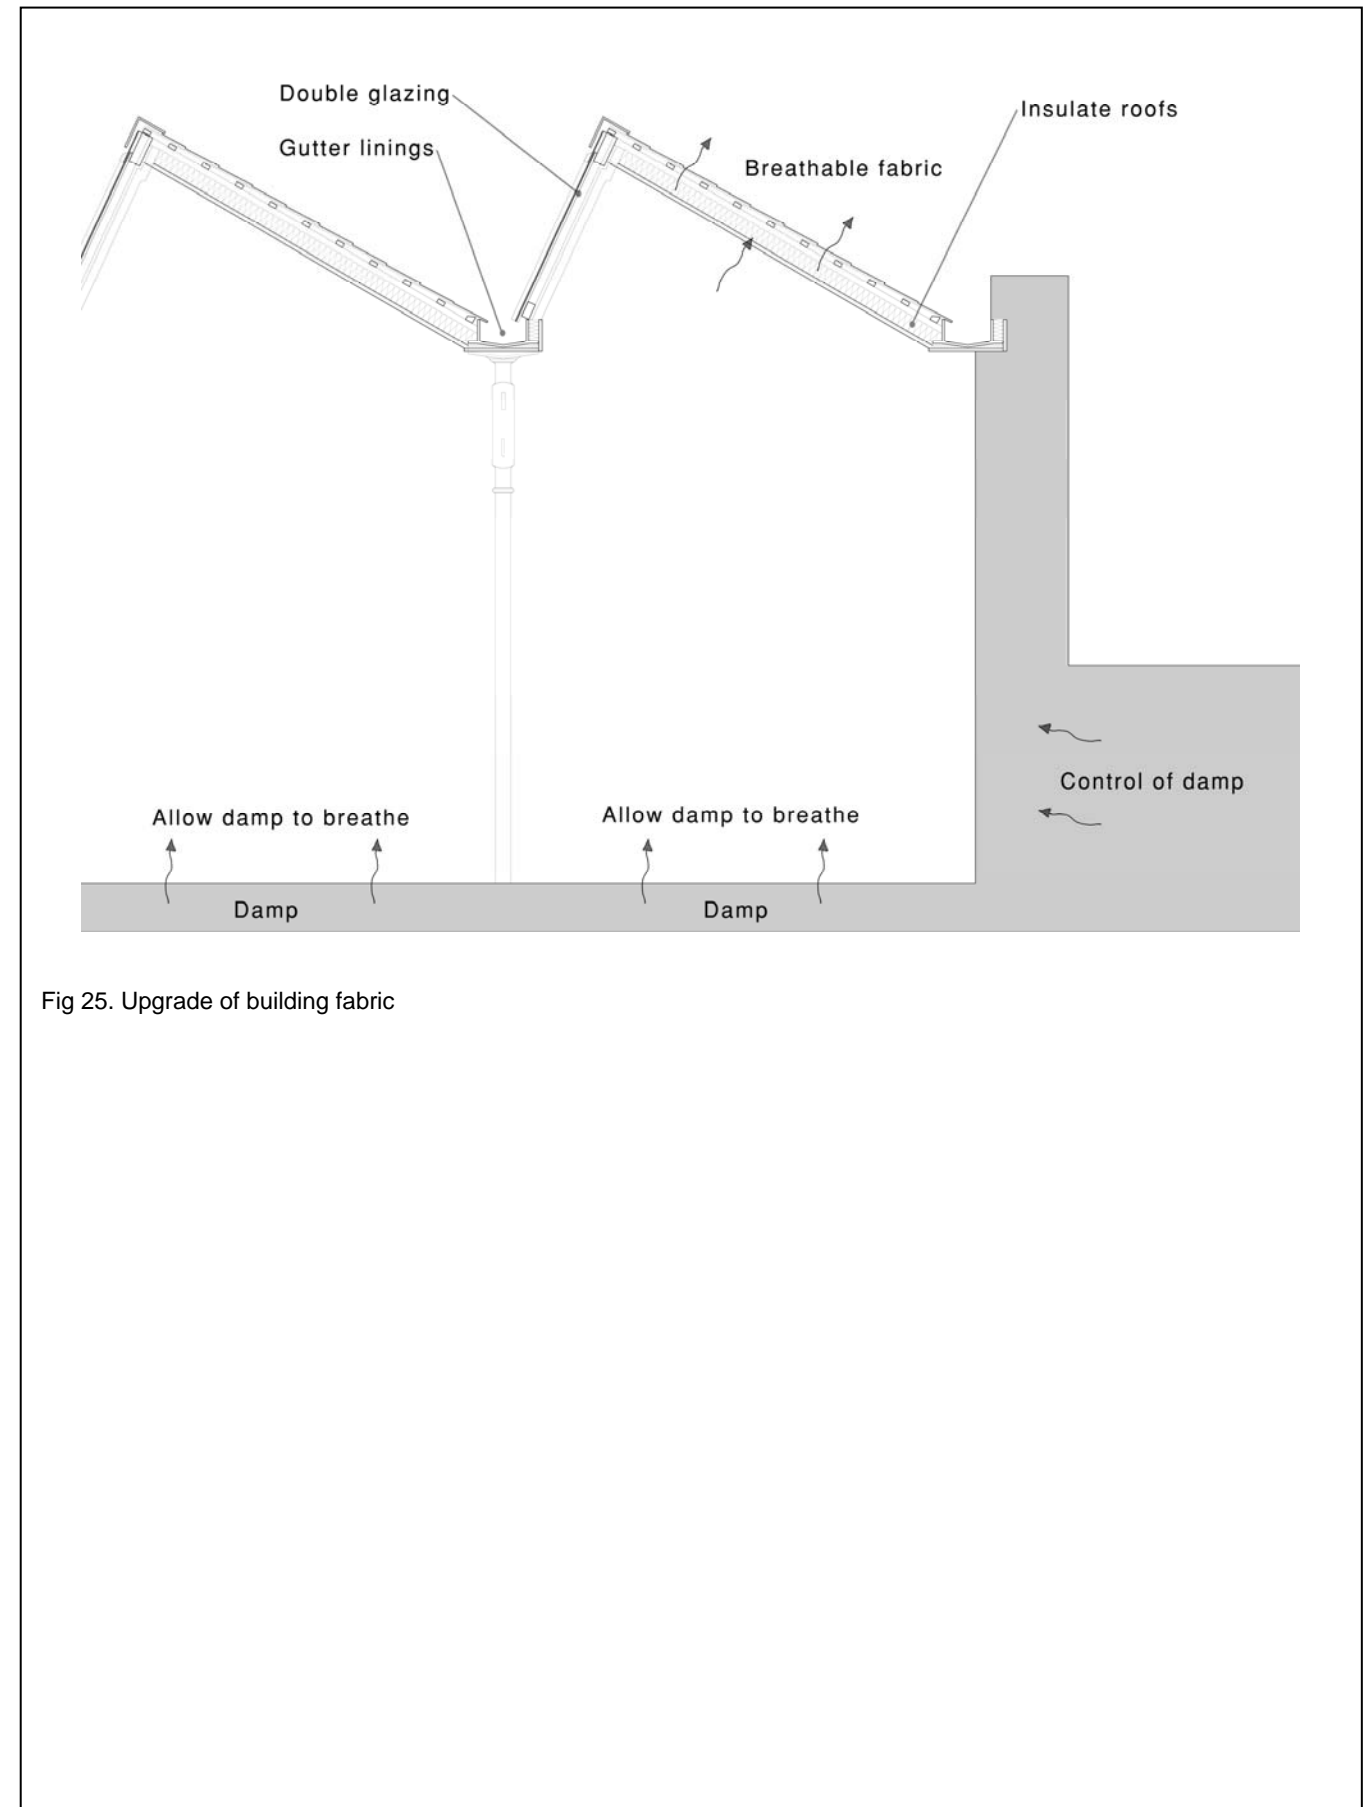 Double glazing
Insulate roofs
Gutter linings
Breathable fabric
Control of damp
Allow damp to breathe
Allow damp to breathe
Damp
Damp
Fig 25. Upgrade of building fabric